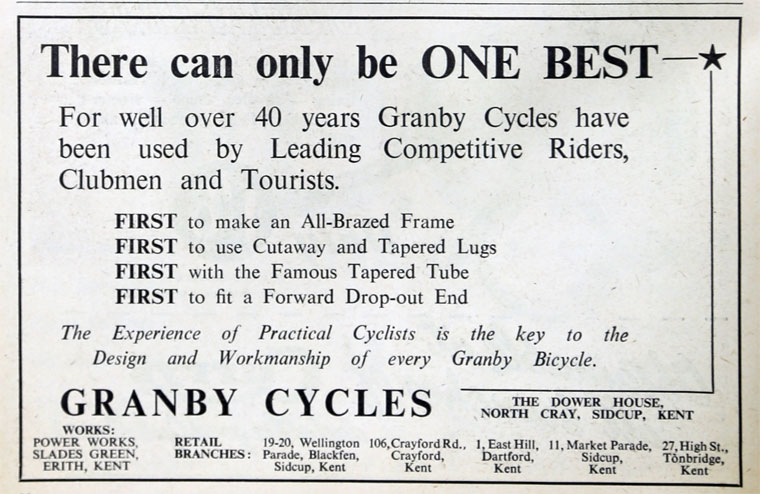 There can only be ONE BEST
For well over 40 years Granby Cycles have
been used by Leading Competitive Riders,
Clubmen and Tourists.
FIRST to make an All-Brazed Frame
FIRST to use Cutaway and Tapered Lugs
FIRST with the Famous Tapered Tube
FIRST to fit a Forward Drop-out End
The Experience of Practical Cyclists is the key to the
Design and Workmanship of every Granby Bicycle.
GRANBY CYCLES
THE DOWER HOUSE,
NORTH CRAY, SIDCUP, KENT
WORKS:
POWER WORKS,
SLADES GREEN,
ERITH, KENT
RETAIL
BRANCHES:
19-20, Wellington
Parade, Blackfen,
Sidcup, Kent
106, Crayford Rd.,
Crayford,
Kent
1, East Hill,
Dartford,
Kent
11, Market Parade,
Sidcup,
Kent
27, High St.,
Tonbridge,
Kent